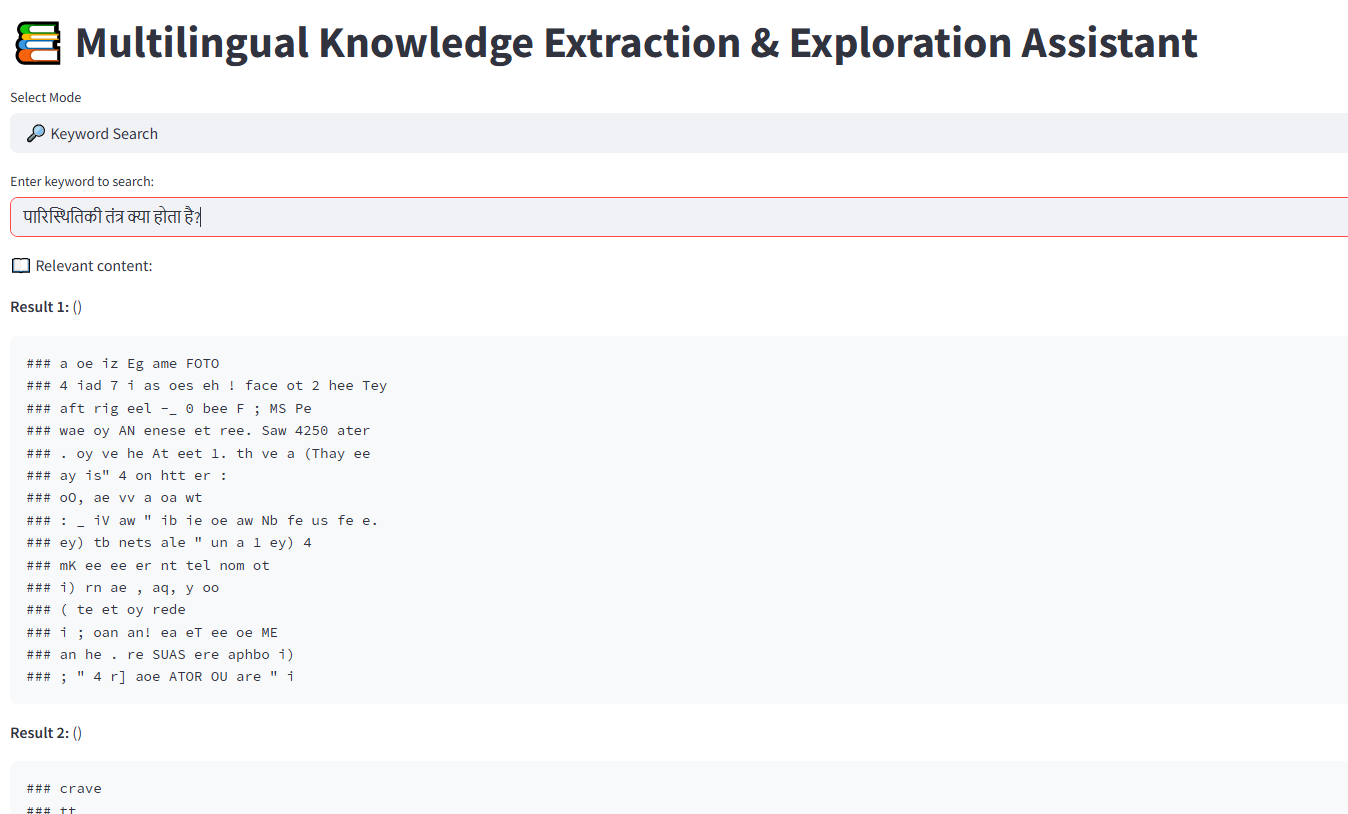 📚 Multilingual Knowledge Extraction & Exploration Assistant
Select Mode
🔎 Keyword Search
Enter keyword to search:
पारिस्थितिकी तंत्र क्या होता है?
📖 Relevant content:
Result 1: ()
### a oe iz Eg ame FOTO
### 4 iad 7 i as oes eh ! face ot 2 hee Tey
### aft rig eel -_ 0 bee F ; MS Pe
### wae oy AN enese et ree. Saw 4250 ater
### . oy ve he At eet 1. th ve a (Thay ee
### ay is" 4 on htt er :
### oO, ae vv a oa wt
### : _ iV aw " ib ie oe aw Nb fe us fe e.
### ey) tb nets ale " un a 1 ey) 4
### mK ee ee er nt tel nom ot
### i) rn ae , aq, y oo
### ( te et oy rede
### i ; oan an! ea eT ee oe ME
### an he . re SUAS ere aphbo i)
### ; " 4 r] aoe ATOR OU are " i
Result 2: ()
### crave
### tt